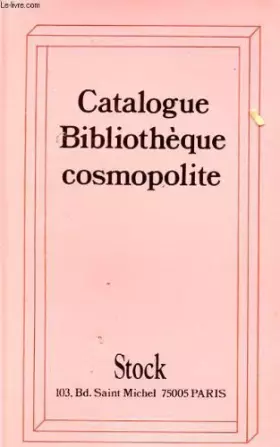 Le-livre.com
Catalogue
Bibliothèque
cosmopolite
Stock
103, Bd. Saint Michel 75005 PARIS